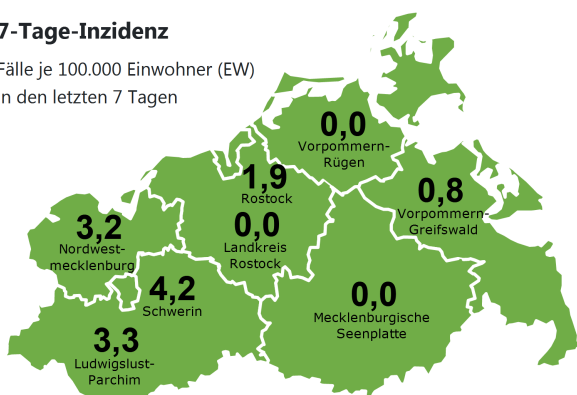 7-Tage-Inzidenz
Fälle je 100.000 Einwohner (EW)
in den letzten 7 Tagen
0,0
Vorpommern-
Rügen
1,9
Rostock
0,8
Vorpommern-
Greifswald
3,2
Nordwest-
mecklenburg
0,0
Landkreis
Rostock
4,2
Schwerin
0,0
Mecklenburgische
Seenplatte
3,3
Ludwigslust-
Parchim